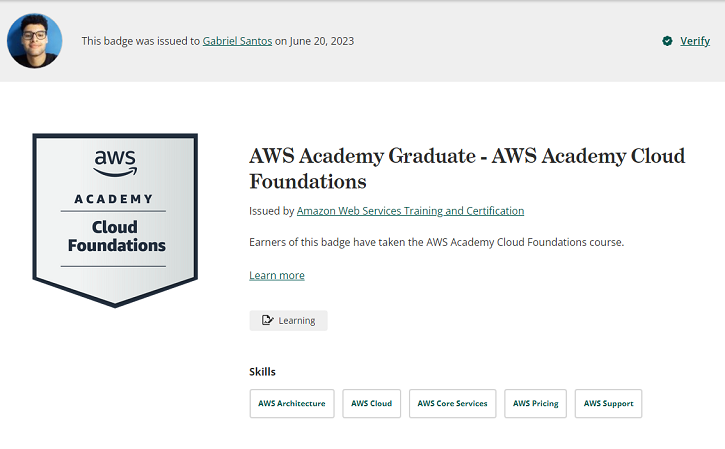 This badge was issued to Gabriel Santos on June 20, 2023
Verify
aws
ACADEMY
Cloud
Foundations
AWS Academy Graduate - AWS Academy Cloud
Foundations
Issued by Amazon Web Services Training and Certification
Earners of this badge have taken the AWS Academy Cloud Foundations course.
Learn more
Learning
Skills
AWS Architecture
AWS Cloud
AWS Core Services
AWS Pricing
AWS Support